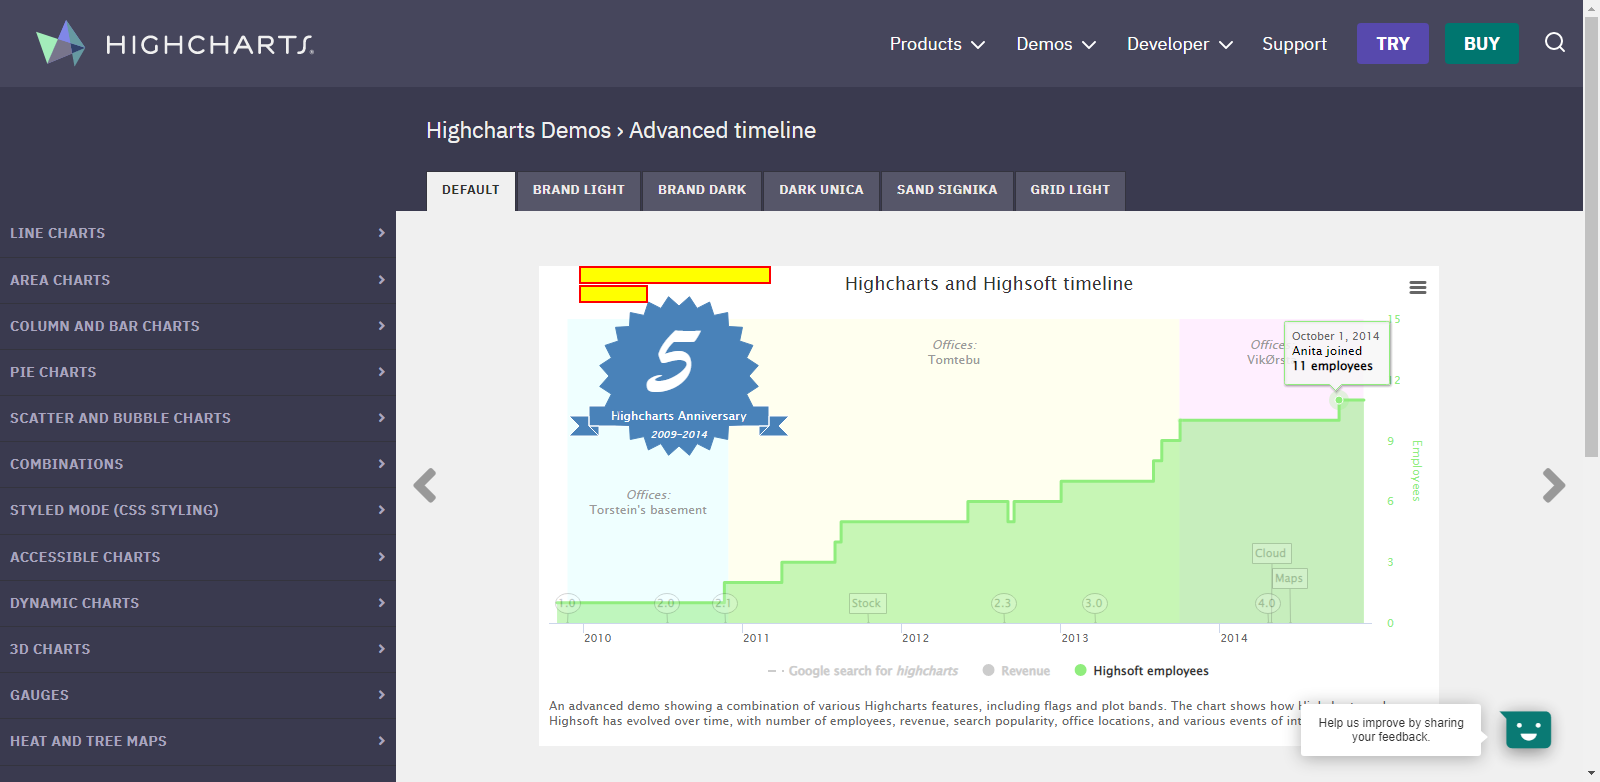 HIGHCHARTS
Products
Demos
Developer
Support
TRY
BUY
Highcharts Demos › Advanced timeline
DEFAULT
BRAND LIGHT
BRAND DARK
DARK UNICA
SAND SIGNIKA
GRID LIGHT
LINE CHARTS
AREA CHARTS
COLUMN AND BAR CHARTS
PIE CHARTS
SCATTER AND BUBBLE CHARTS
COMBINATIONS
STYLED MODE (CSS STYLING)
ACCESSIBLE CHARTS
DYNAMIC CHARTS
3D CHARTS
GAUGES
HEAT AND TREE MAPS
Highcharts and Highsoft timeline
5
Highcharts Anniversary
2009-2014
Offices:
Torstein's basement
Offices:
Tomtebu
October 1, 2014
Anita joined
11 employees
15
12
9
6
3
0
Employees
Cloud
Maps
1.0
2.0
2.1
Stock
2.3
3.0
4.0
2010
2011
2012
2013
2014
Google search for highcharts
Revenue
Highsoft employees
An advanced demo showing a combination of various Highcharts features, including flags and plot bands. The chart shows how
Highsoft has evolved over time, with number of employees, revenue, search popularity, office locations, and various events of
Help us improve by sharing
your feedback.